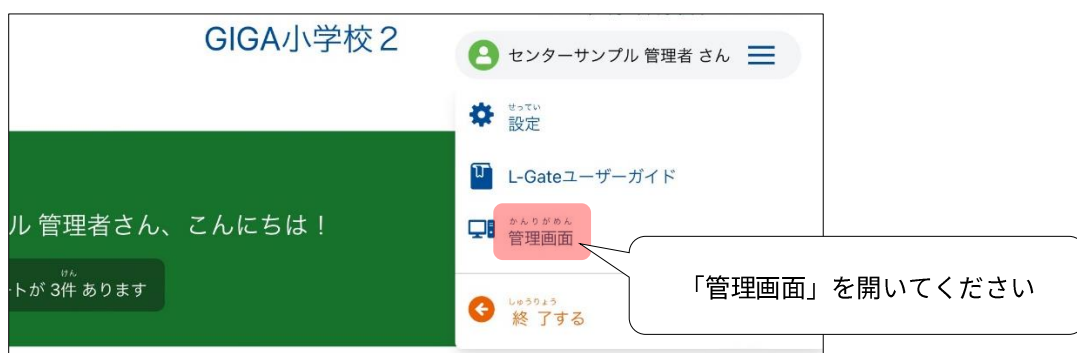 GIGA小学校２
センターサンプル 管理者 さん
せってい
設定
L-Gateユーザーガイド
かんりがめん
管理画面
ル 管理者さん、こんにちは！
けん
トが 3件 あります
「管理画面」を開いてください
しゅうりょう
終 了する